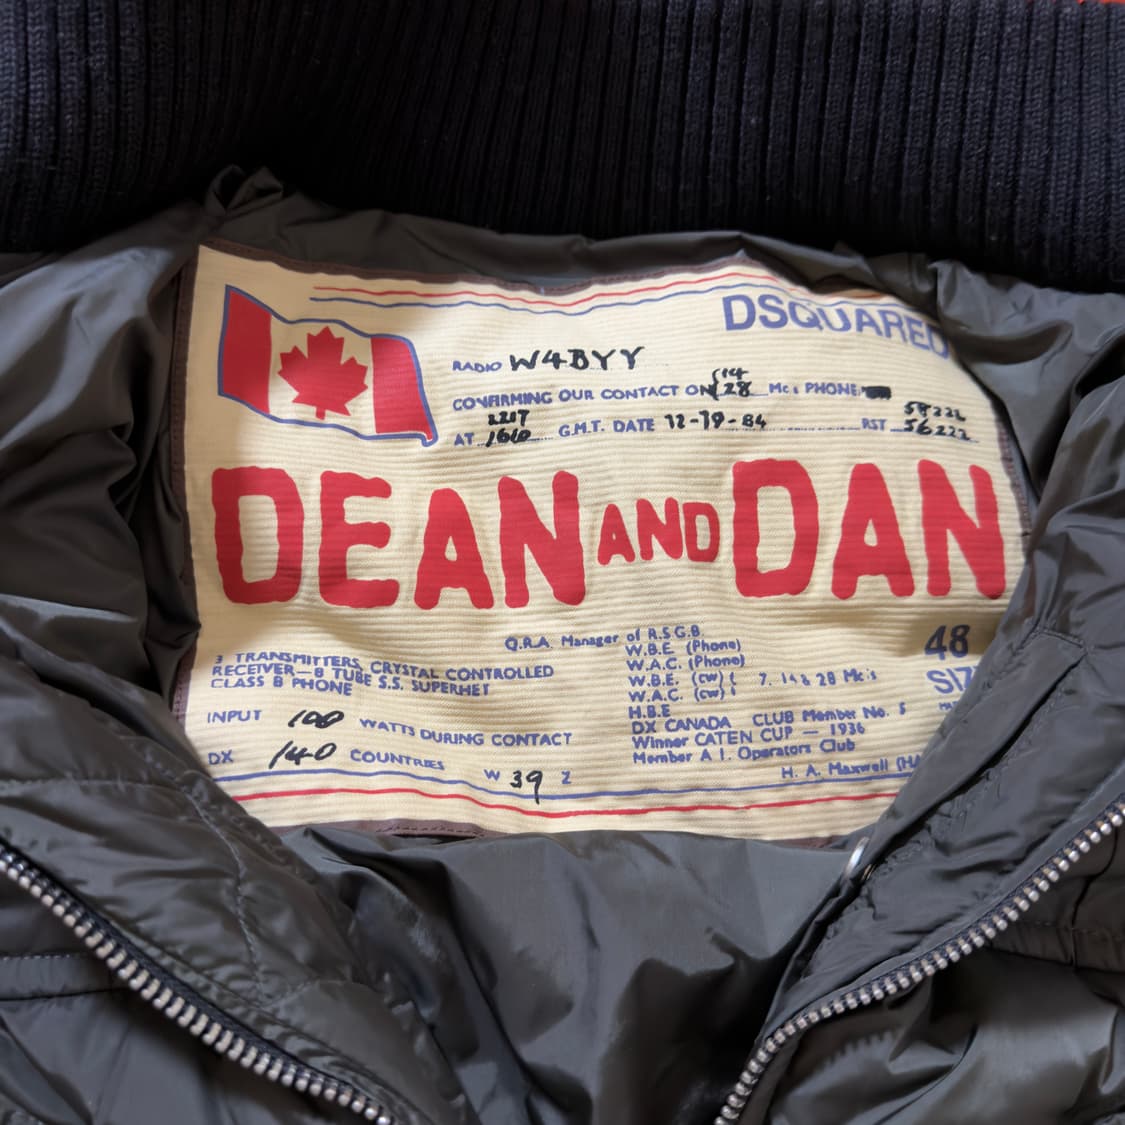 DSQUARED
RADIO W4BYY
CONFIRMING OUR CONTACT ON 14 28 Mc.s PHONE
AT 2217 1610 G.M.T. DATE 12-19-84 RST 58222 56222
DEAN AND DAN
Q.R.A. Manager of R.S.G.B.
W.B.E. (Phone)
W.A.C. (Phone)
W.B.E. (cw) 7. 14 & 28 Mc's
W.A.C. (cw)
H.B.E
DX CANADA CLUB Member No. 5
Winner CATEN CUP — 1936
Member A 1. Operators Club
H. A. Maxwell
48
3 TRANSMITTERS, CRYSTAL CONTROLLED
RECEIVER—8 TUBE S.S. SUPERHET
CLASS B PHONE
INPUT 100 WATTS DURING CONTACT
DX 140 COUNTRIES
W 39 Z